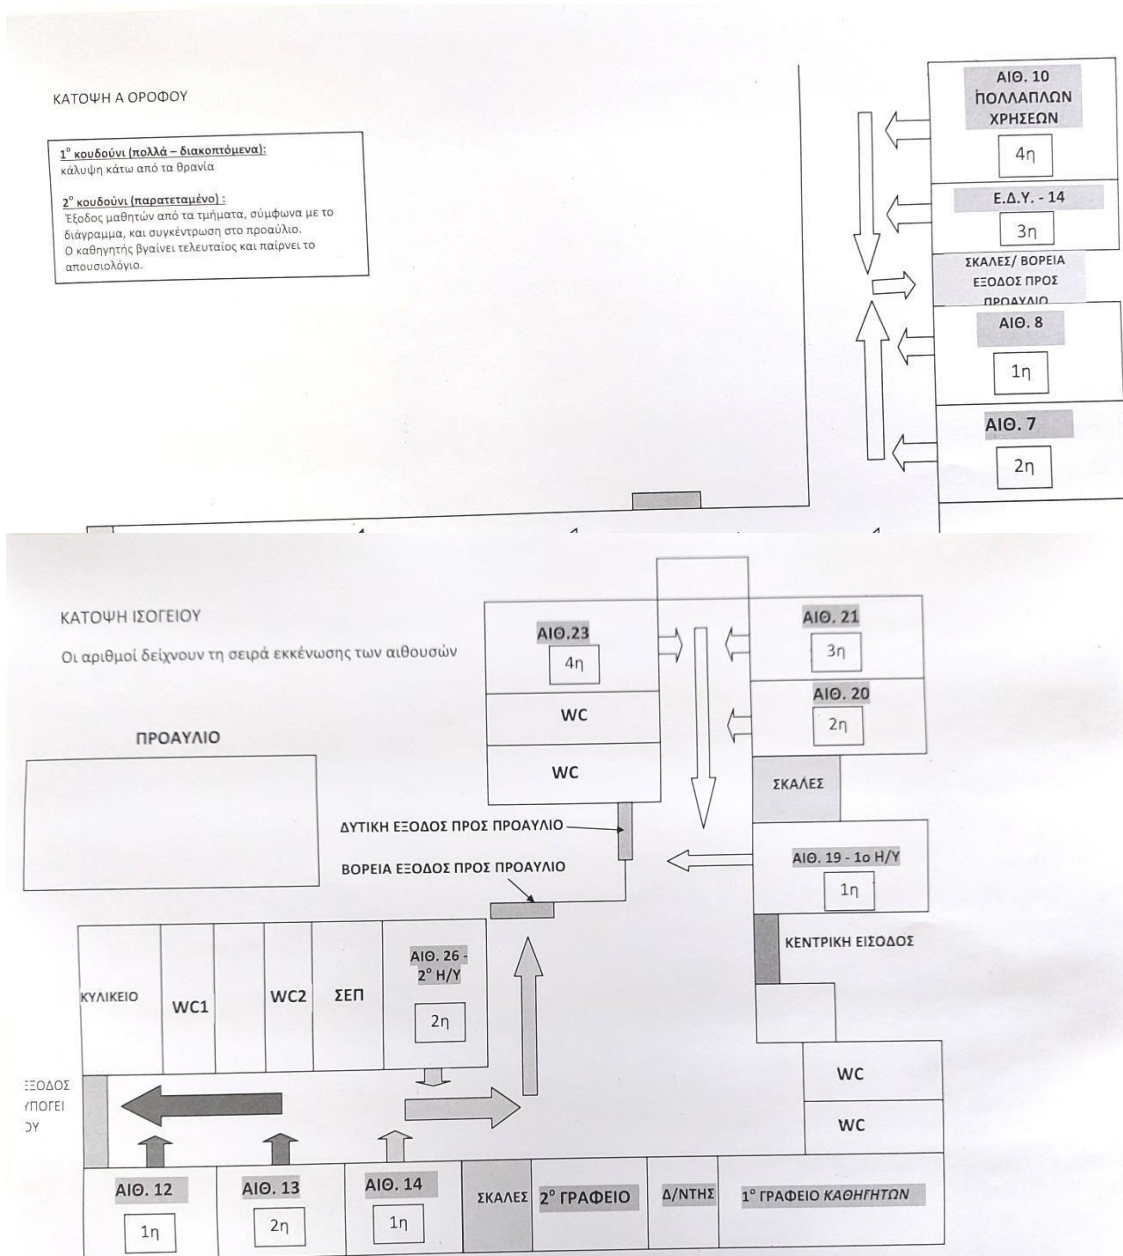 ΚΑΤΟΨΗ Α ΟΡΟΦΟΥ
1ο κουδούνι (πολλά – διακοπτόμενα):
κάλυψη κάτω από τα θρανία
2ο κουδούνι (παρατεταμένο) :
Έξοδος μαθητών από τα τμήματα, σύμφωνα με το
διάγραμμα, και συγκέντρωση στο προαύλιο.
Ο καθηγητής βγαίνει τελευταίος και παίρνει το
απουσιολόγιο.
ΑΙΘ. 10
ΠΟΛΛΑΠΛΩΝ
ΧΡΗΣΕΩΝ
4η
Ε.Δ.Υ. - 14
3η
ΣΚΑΛΕΣ/ ΒΟΡΕΙΑ
ΕΞΟΔΟΣ ΠΡΟΣ
ΠΡΟΑΥΛΙΟ
ΑΙΘ. 8
1η
ΑΙΘ. 7
2η
ΚΑΤΟΨΗ ΙΣΟΓΕΙΟΥ
Οι αριθμοί δείχνουν τη σειρά εκκένωσης των αιθουσών
ΠΡΟΑΥΛΙΟ
ΑΙΘ.23
4η
WC
WC
ΑΙΘ. 21
3η
ΑΙΘ. 20
2η
ΣΚΑΛΕΣ
ΔΥΤΙΚΗ ΕΞΟΔΟΣ ΠΡΟΣ ΠΡΟΑΥΛΙΟ
ΒΟΡΕΙΑ ΕΞΟΔΟΣ ΠΡΟΣ ΠΡΟΑΥΛΙΟ
ΑΙΘ. 19 - 1ο Η/Υ
1η
ΚΕΝΤΡΙΚΗ ΕΙΣΟΔΟΣ
ΚΥΛΙΚΕΙΟ
WC1
WC2
ΣΕΠ
ΑΙΘ. 26 -
2ο Η/Υ
2η
WC
WC
ΕΞΟΔΟΣ
ΥΠΟΓΕΙ
ΟΥ
ΑΙΘ. 12
1η
ΑΙΘ. 13
2η
ΑΙΘ. 14
1η
ΣΚΑΛΕΣ
2ο ΓΡΑΦΕΙΟ
Δ/ΝΤΗΣ
1ο ΓΡΑΦΕΙΟ ΚΑΘΗΓΗΤΩΝ